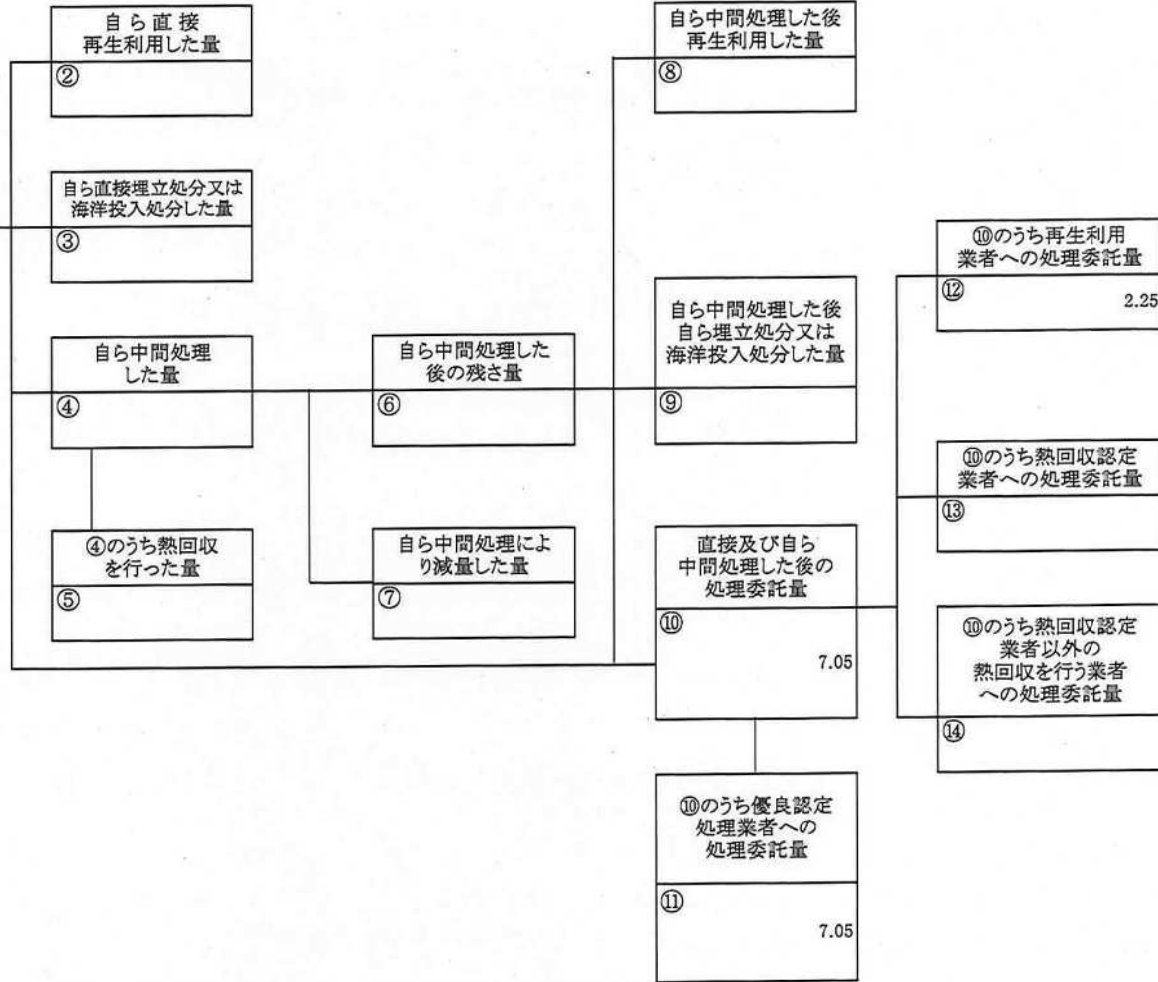 自ら直接
再生利用した量
②
自ら中間処理した後
再生利用した量
⑧
自ら直接埋立処分又は
海洋投入処分した量
③
⑩のうち再生利用
業者への処理委託量
⑫
2.25
自ら中間処理した後
自ら埋立処分又は
海洋投入処分した量
⑨
自ら中間処理
した量
④
自ら中間処理した
後の残さ量
⑥
⑩のうち熱回収認定
業者への処理委託量
⑬
④のうち熱回収
を行った量
⑤
自ら中間処理によ
り減量した量
⑦
直接及び自ら
中間処理した後の
処理委託量
⑩
7.05
⑩のうち熱回収認定
業者以外の
熱回収を行う業者
への処理委託量
⑭
⑩のうち優良認定
処理業者への
処理委託量
⑪
7.05